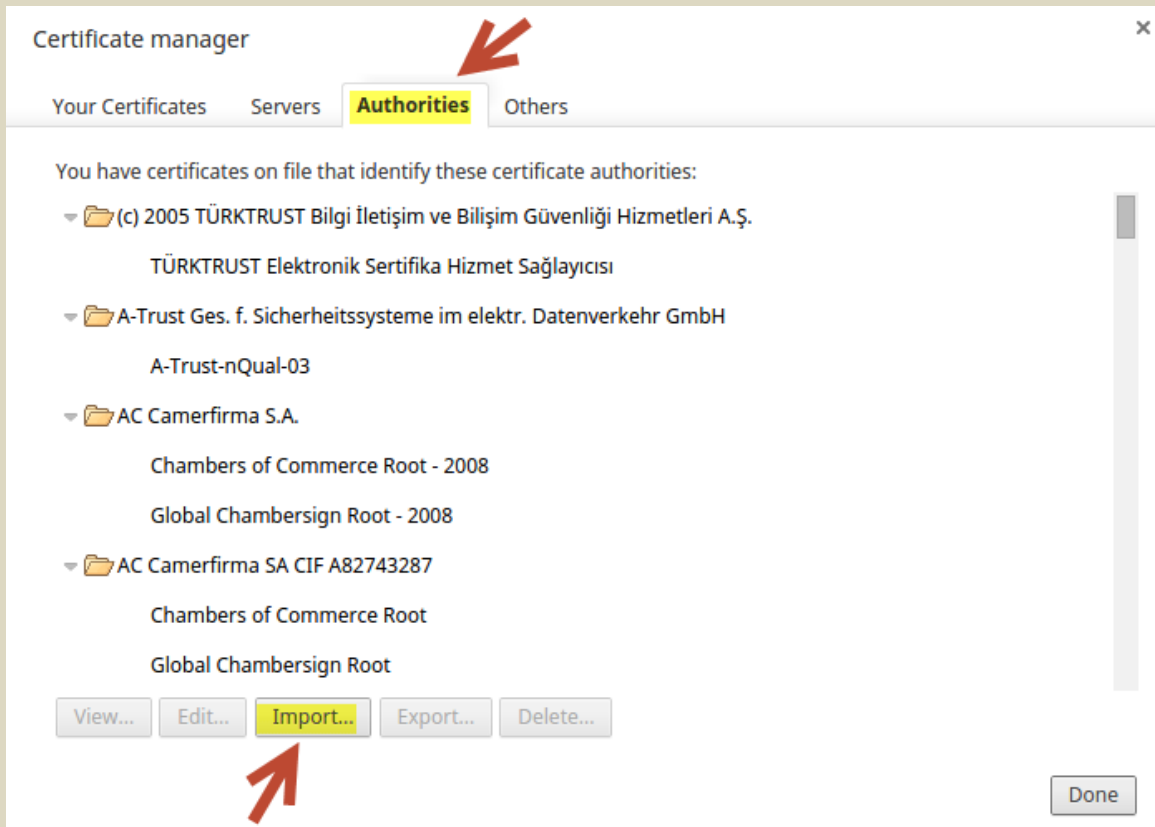 Certificate manager
Your Certificates Servers Authorities Others
You have certificates on file that identify these certificate authorities:
(c) 2005 TÜRKTRUST Bilgi İletişim ve Bilişim Güvenliği Hizmetleri A.Ş.
TÜRKTRUST Elektronik Sertifika Hizmet Sağlayıcısı
A-Trust Ges. f. Sicherheitssysteme im elektr. Datenverkehr GmbH
A-Trust-nQual-03
AC Camerfirma S.A.
Chambers of Commerce Root - 2008
Global Chambersign Root - 2008
AC Camerfirma SA CIF A82743287
Chambers of Commerce Root
Global Chambersign Root
View... Edit... Import... Export... Delete...
Done